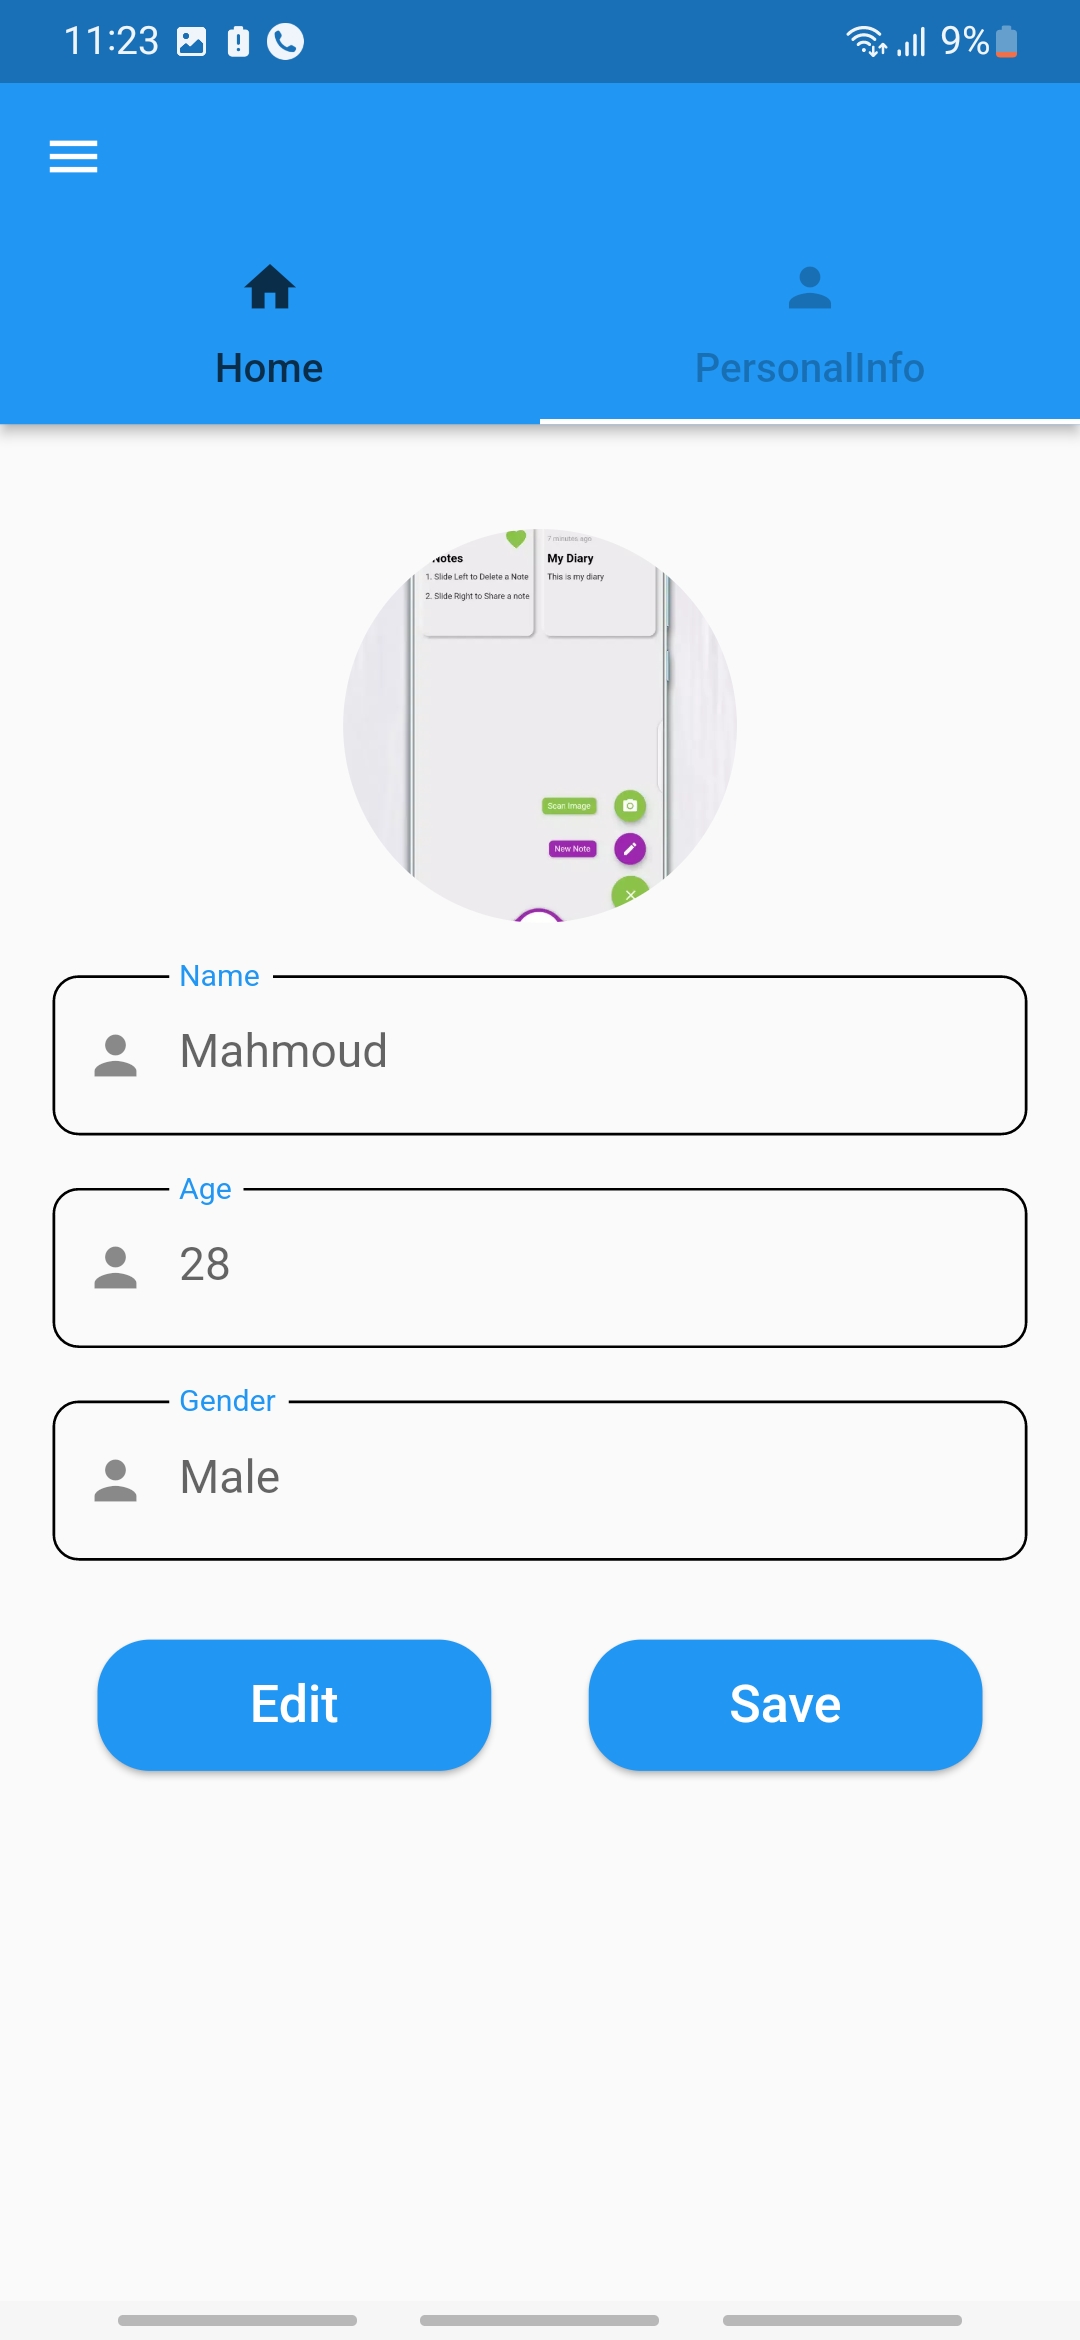 11:23 9%
Home PersonalInfo
7 minutes ago
Notes My Diary
1. Slide Left to Delete a Note This is my diary
2. Slide Right to Share a note
Scan Image
New Note
Name
Mahmoud
Age
28
Gender
Male
Edit Save